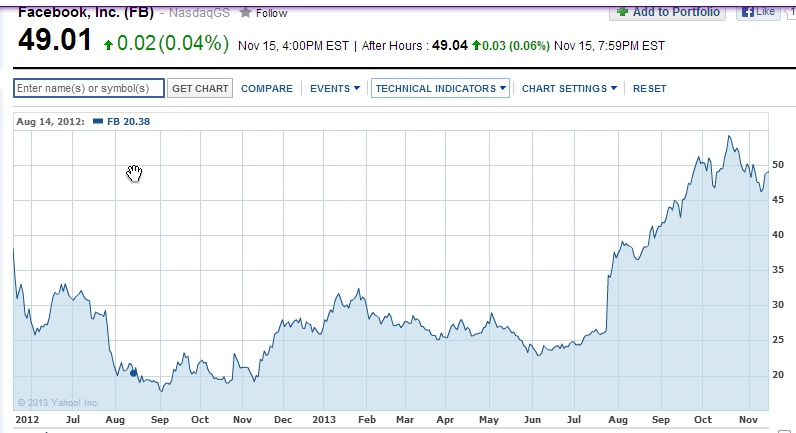 Facebook, Inc. (FB) - NasdaqGS Follow Add to Portfolio Like
49.01 0.02(0.04%) Nov 15, 4:00PM EST | After Hours : 49.04 0.03 (0.06%) Nov 15, 7:59PM EST
Enter name(s) or symbol(s) GET CHART COMPARE EVENTS TECHNICAL INDICATORS CHART SETTINGS RESET
Aug 14, 2012: FB 20.38
50
45
40
35
30
25
20
© 2013 Yahoo! Inc.
2012 Jul Aug Sep Oct Nov Dec 2013 Feb Mar Apr May Jun Jul Aug Sep Oct Nov